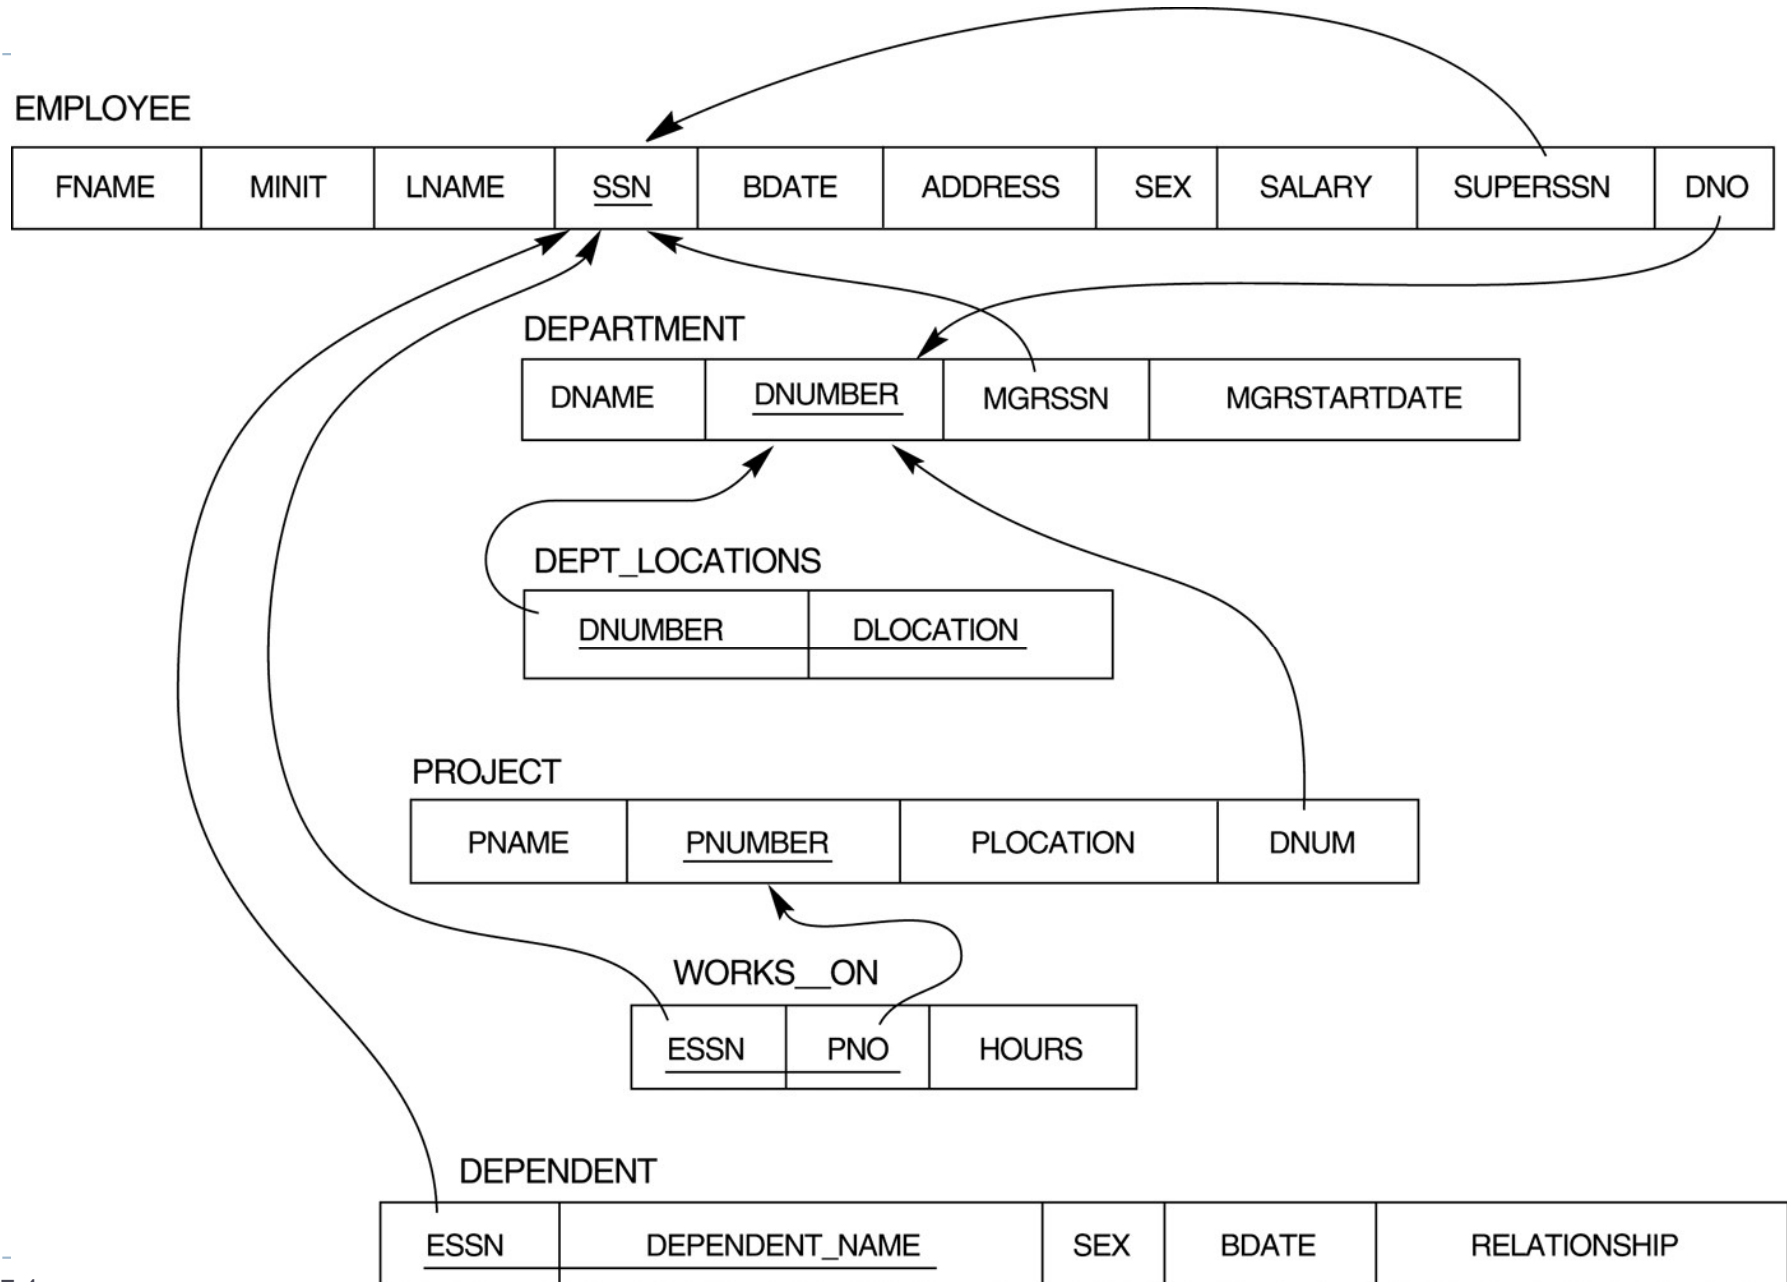 EMPLOYEE
FNAME MINIT LNAME SSN BDATE ADDRESS SEX SALARY SUPERSSN DNO
DEPARTMENT
DNAME DNUMBER MGRSSN MGRSTARTDATE
DEPT_LOCATIONS
DNUMBER DLOCATION
PROJECT
PNAME PNUMBER PLOCATION DNUM
WORKS__ON
ESSN PNO HOURS
DEPENDENT
ESSN DEPENDENT_NAME SEX BDATE RELATIONSHIP